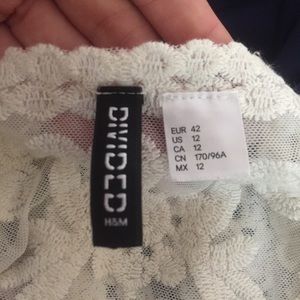 DIVIDED
H&M
EUR 42
US 12
CA 12
CN 170/96A
MX 12